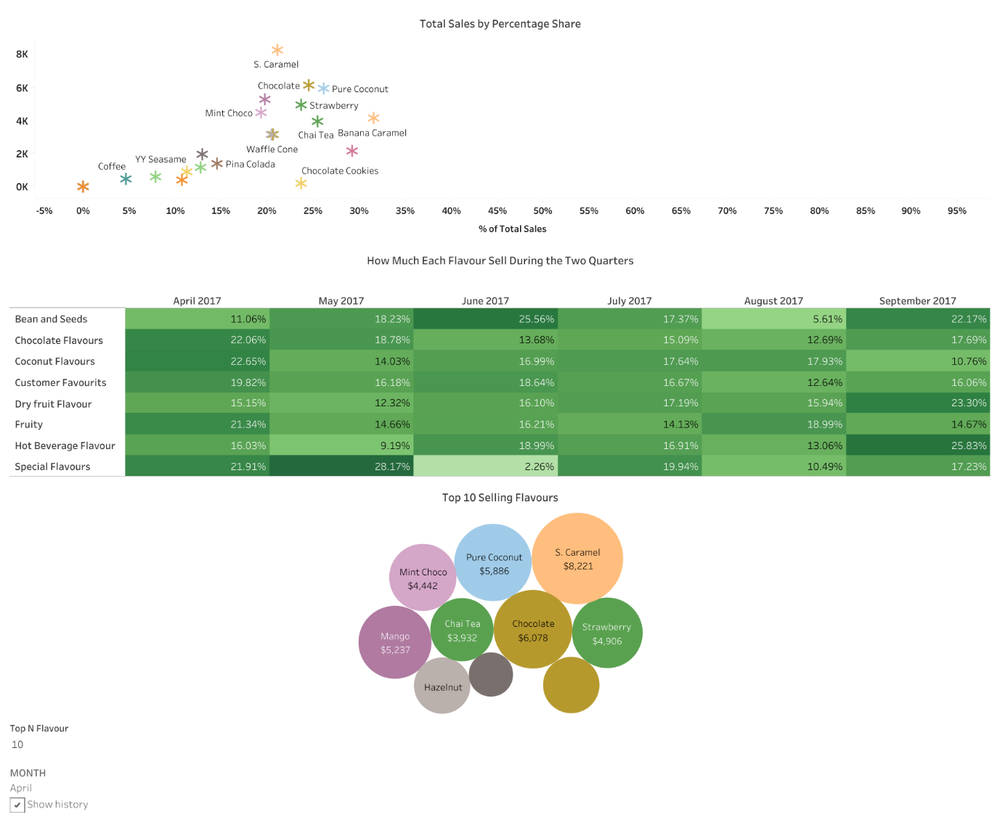 Total Sales by Percentage Share
8K
6K
4K
2K
0K
S. Caramel
Chocolate
Pure Coconut
Strawberry
Mint Choco
Chai Tea
Banana Caramel
Waffle Cone
YY Seasame
Coffee
Pina Colada
Chocolate Cookies
-5% 0% 5% 10% 15% 20% 25% 30% 35% 40% 45% 50% 55% 60% 65% 70% 75% 80% 85% 90% 95%
% of Total Sales
How Much Each Flavour Sell During the Two Quarters
April 2017 May 2017 June 2017 July 2017 August 2017 September 2017
Bean and Seeds 11.06% 18.23% 25.56% 17.37% 5.61% 22.17%
Chocolate Flavours 22.06% 18.78% 13.68% 15.09% 12.69% 17.69%
Coconut Flavours 22.65% 14.03% 16.99% 17.64% 17.93% 10.76%
Customer Favourits 19.82% 16.18% 18.64% 16.67% 12.64% 16.06%
Dry fruit Flavour 15.15% 12.32% 16.10% 17.19% 15.94% 23.30%
Fruity 21.34% 14.66% 16.21% 14.13% 18.99% 14.67%
Hot Beverage Flavour 16.03% 9.19% 18.99% 16.91% 13.06% 25.83%
Special Flavours 21.91% 28.17% 2.26% 19.94% 10.49% 17.23%
Top 10 Selling Flavours
S. Caramel
$8,221
Pure Coconut
$5,886
Mint Choco
$4,442
Chai Tea
$3,932
Chocolate
$6,078
Strawberry
$4,906
Mango
$5,237
Hazelnut
Top N Flavour
10
MONTH
April
Show history